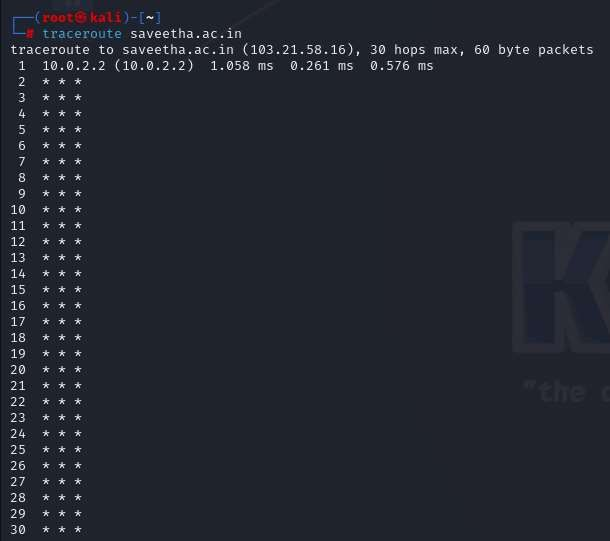 ┌──(root㉿kali)-[~]
└─# traceroute saveetha.ac.in
traceroute to saveetha.ac.in (103.21.58.16), 30 hops max, 60 byte packets
 1  10.0.2.2 (10.0.2.2)  1.058 ms  0.261 ms  0.576 ms
 2  * * *
 3  * * *
 4  * * *
 5  * * *
 6  * * *
 7  * * *
 8  * * *
 9  * * *
10  * * *
11  * * *
12  * * *
13  * * *
14  * * *
15  * * *
16  * * *
17  * * *
18  * * *
19  * * *
20  * * *
21  * * *
22  * * *
23  * * *
24  * * *
25  * * *
26  * * *
27  * * *
28  * * *
29  * * *
30  * * *
K
"the